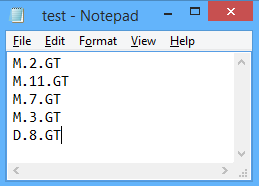 test - Notepad
File Edit Format View Help
M.2.GT
M.11.GT
M.7.GT
M.3.GT
D.8.GT